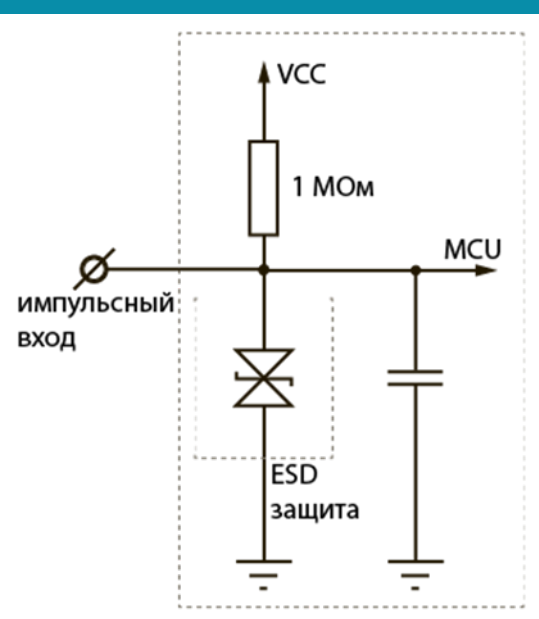 VCC
1 МОм
MCU
импульсный
вход
ESD
защита